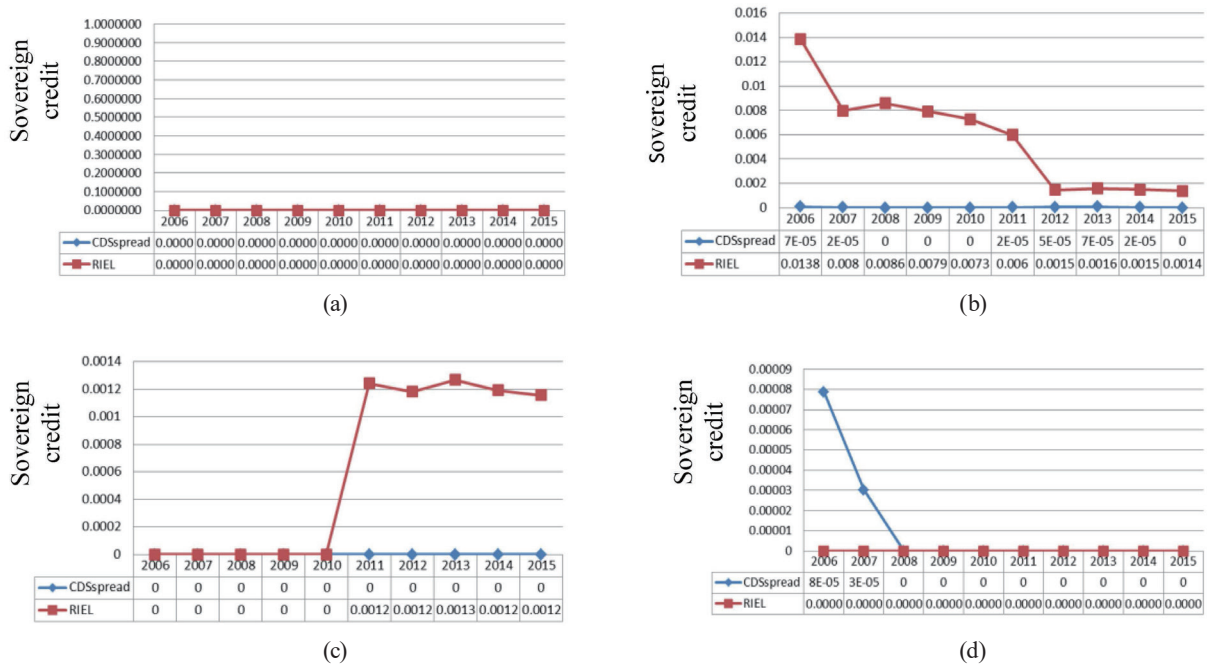 Sovereign
credit
1.0000000
0.9000000
0.8000000
0.7000000
0.6000000
0.5000000
0.4000000
0.3000000
0.2000000
0.1000000
0.0000000
2006 2007 2008 2009 2010 2011 2012 2013 2014 2015
CDSspread 0.0000 0.0000 0.0000 0.0000 0.0000 0.0000 0.0000 0.0000 0.0000 0.0000
RIEL 0.0000 0.0000 0.0000 0.0000 0.0000 0.0000 0.0000 0.0000 0.0000 0.0000
(a)
Sovereign
credit
0.016
0.014
0.012
0.01
0.008
0.006
0.004
0.002
0
2006 2007 2008 2009 2010 2011 2012 2013 2014 2015
CDSspread 7E-05 2E-05 0 0 0 2E-05 5E-05 7E-05 2E-05 0
RIEL 0.0138 0.008 0.0086 0.0079 0.0073 0.006 0.0015 0.0016 0.0015 0.0014
(b)
Sovereign
credit
0.0014
0.0012
0.001
0.0008
0.0006
0.0004
0.0002
0
2006 2007 2008 2009 2010 2011 2012 2013 2014 2015
CDSspread 0 0 0 0 0 0 0 0 0 0
RIEL 0 0 0 0 0 0.0012 0.0012 0.0013 0.0012 0.0012
(c)
Sovereign
credit
0.00009
0.00008
0.00007
0.00006
0.00005
0.00004
0.00003
0.00002
0.00001
0
2006 2007 2008 2009 2010 2011 2012 2013 2014 2015
CDSspread 8E-05 3E-05 0 0 0 0 0 0 0 0
RIEL 0.0000 0.0000 0.0000 0.0000 0.0000 0.0000 0.0000 0.0000 0.0000 0.0000
(d)